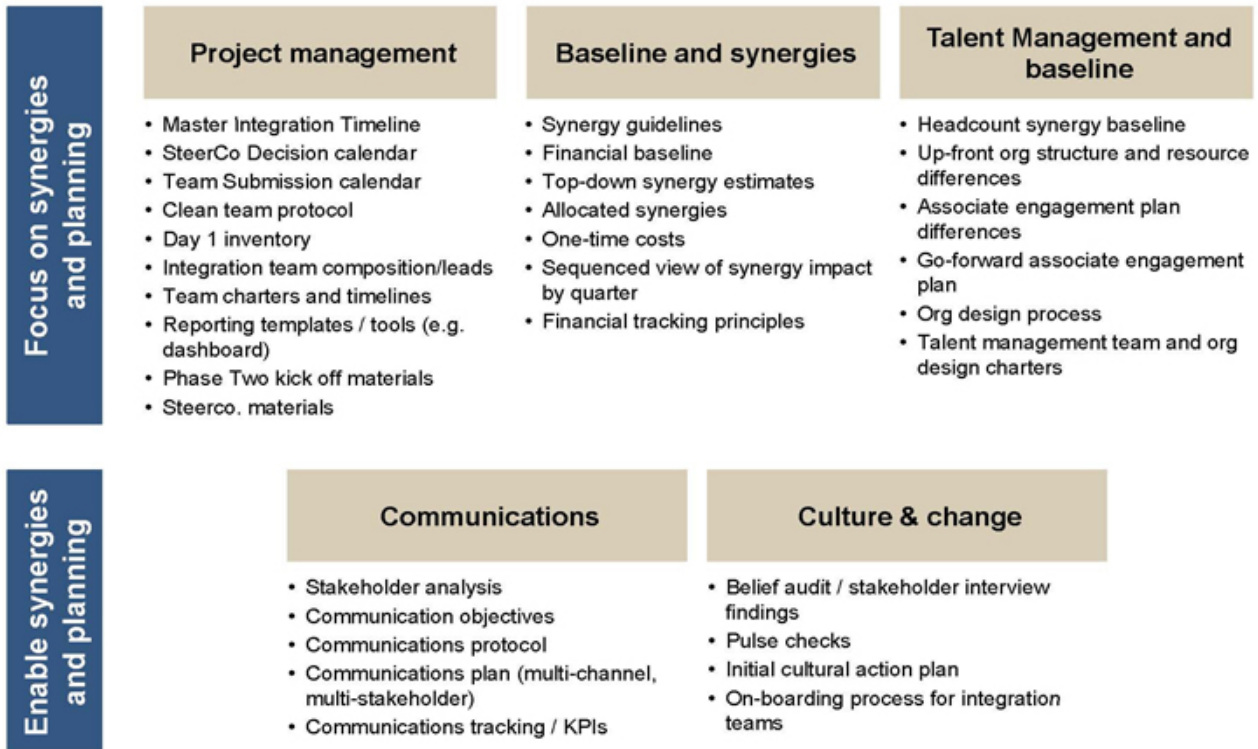 Focus on synergies
and planning
Project management
• Master Integration Timeline
• SteerCo Decision calendar
• Team Submission calendar
• Clean team protocol
• Day 1 inventory
• Integration team composition/leads
• Team charters and timelines
• Reporting templates / tools (e.g.
dashboard)
• Phase Two kick off materials
• Steerco. materials
Baseline and synergies
• Synergy guidelines
• Financial baseline
• Top-down synergy estimates
• Allocated synergies
• One-time costs
• Sequenced view of synergy impact
by quarter
• Financial tracking principles
Talent Management and
baseline
• Headcount synergy baseline
• Up-front org structure and resource
differences
• Associate engagement plan
differences
• Go-forward associate engagement
plan
• Org design process
• Talent management team and org
design charters
Enable synergies
and planning
Communications
• Stakeholder analysis
• Communication objectives
• Communications protocol
• Communications plan (multi-channel,
multi-stakeholder)
• Communications tracking / KPIs
Culture & change
• Belief audit / stakeholder interview
findings
• Pulse checks
• Initial cultural action plan
• On-boarding process for integration
teams